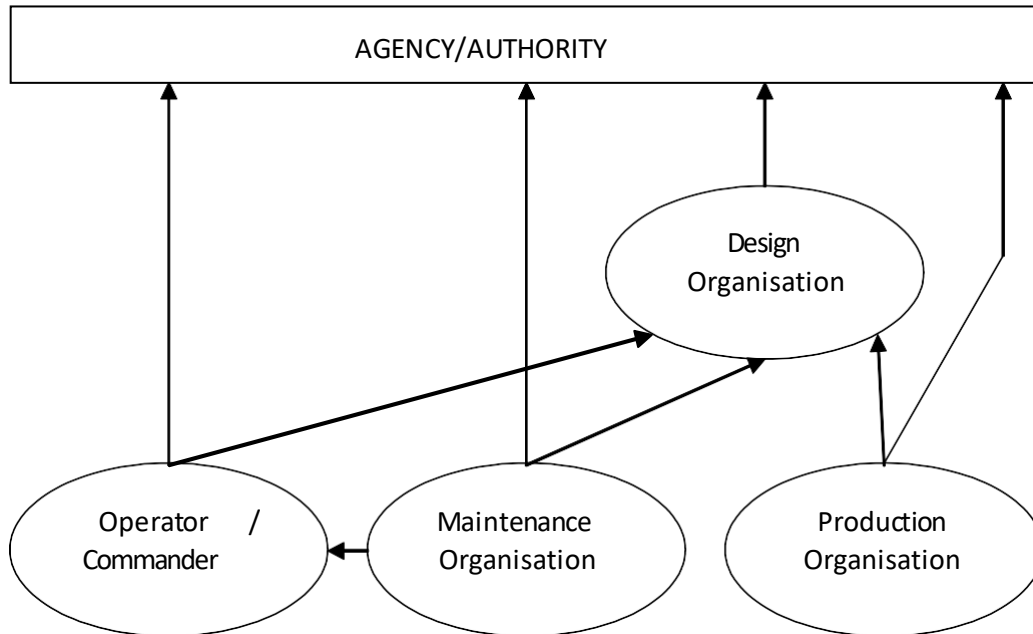 AGENCY/AUTHORITY
Design
Organisation
Operator /
Commander
Maintenance
Organisation
Production
Organisation